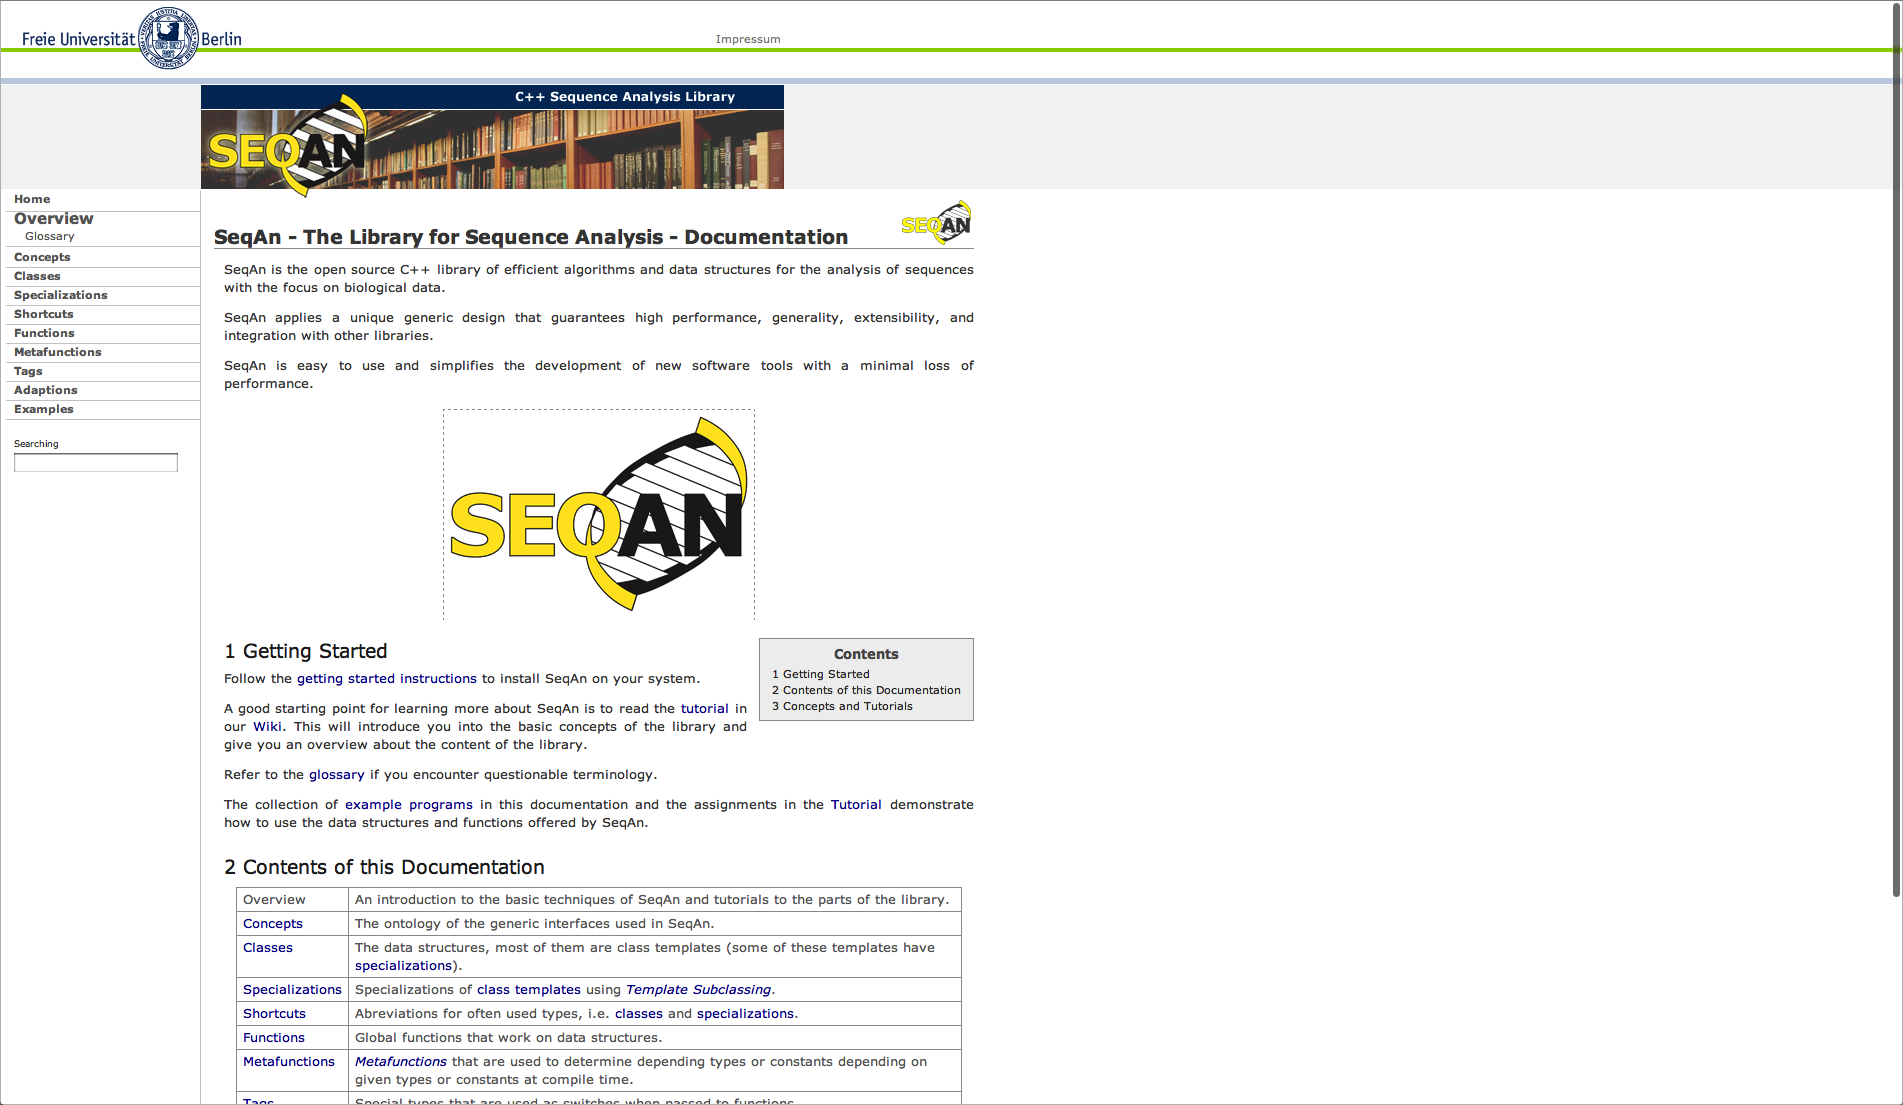 Freie Universität Berlin
Impressum
C++ Sequence Analysis Library
SEQAN
Home
Overview
Glossary
Concepts
Classes
Specializations
Shortcuts
Functions
Metafunctions
Tags
Adaptions
Examples
Searching
SeqAn - The Library for Sequence Analysis - Documentation
SEQAN
SeqAn is the open source C++ library of efficient algorithms and data structures for the analysis of sequences
with the focus on biological data.
SeqAn applies a unique generic design that guarantees high performance, generality, extensibility, and
integration with other libraries.
SeqAn is easy to use and simplifies the development of new software tools with a minimal loss of
performance.
SEQAN
1 Getting Started
Follow the getting started instructions to install SeqAn on your system.
A good starting point for learning more about SeqAn is to read the tutorial in
our Wiki. This will introduce you into the basic concepts of the library and
give you an overview about the content of the library.
Refer to the glossary if you encounter questionable terminology.
The collection of example programs in this documentation and the assignments in the Tutorial demonstrate
how to use the data structures and functions offered by SeqAn.
Contents
1 Getting Started
2 Contents of this Documentation
3 Concepts and Tutorials
2 Contents of this Documentation
Overview An introduction to the basic techniques of SeqAn and tutorials to the parts of the library.
Concepts The ontology of the generic interfaces used in SeqAn.
Classes The data structures, most of them are class templates (some of these templates have
specializations).
Specializations Specializations of class templates using Template Subclassing.
Shortcuts Abreviations for often used types, i.e. classes and specializations.
Functions Global functions that work on data structures.
Metafunctions Metafunctions that are used to determine depending types or constants depending on
given types or constants at compile time.
Tags Special types that are used as switches when passed to functions.